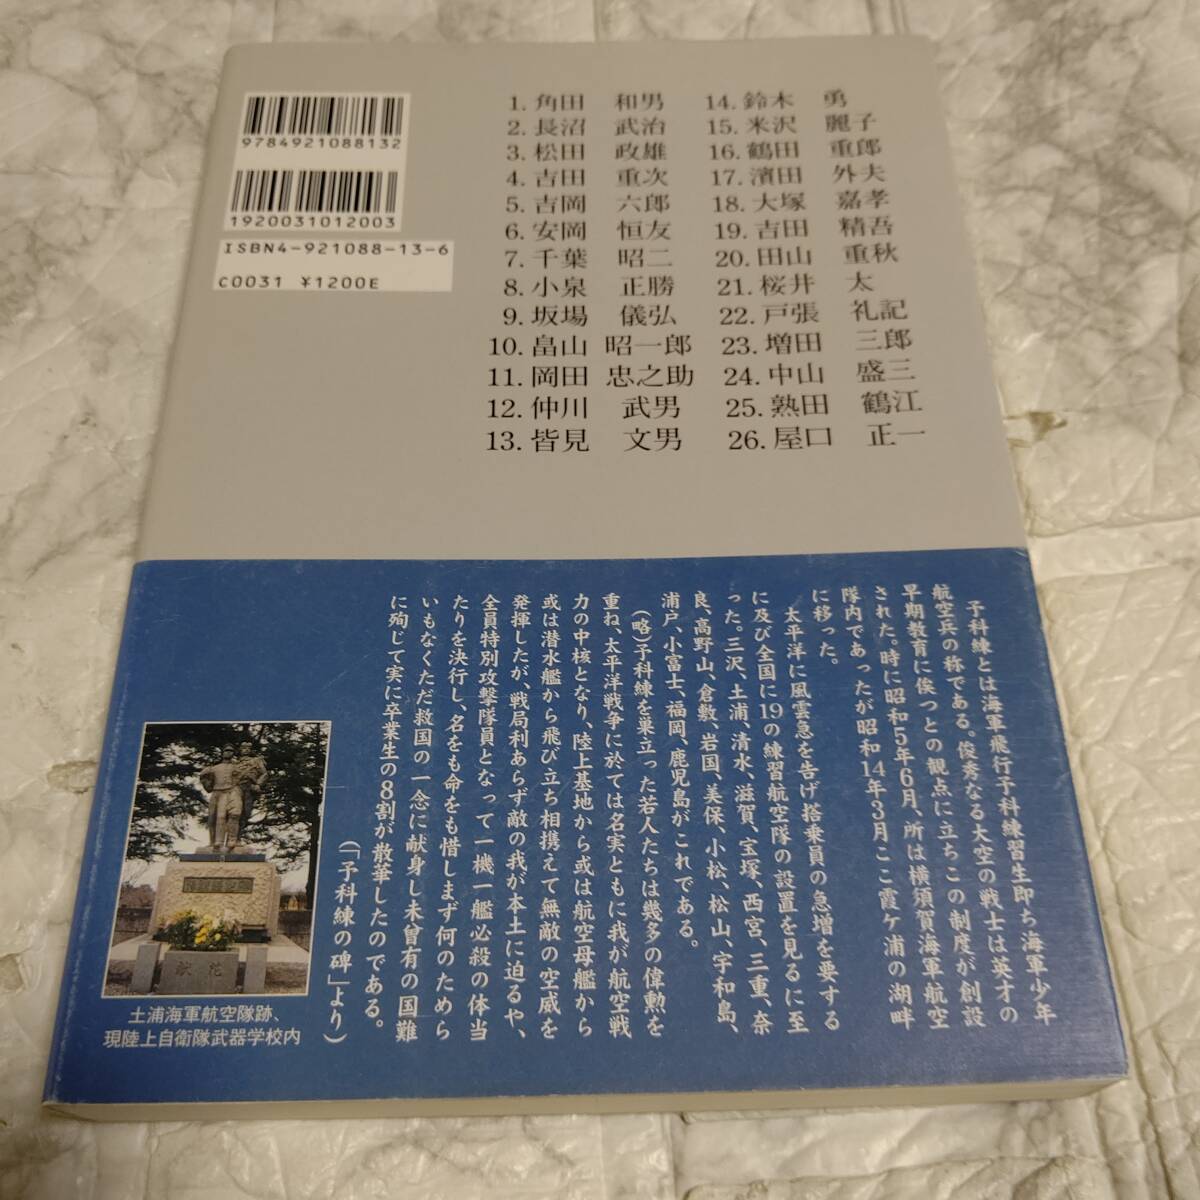 9784921088132
1920031012003
ISBN4-921088-13-6
C0031 ¥1200E
1. 角田 和男
2. 長沼 武治
3. 松田 政雄
4. 吉田 重次
5. 吉岡 六郎
6. 安岡 恒友
7. 千葉 昭二
8. 小泉 正勝
9. 坂場 儀弘
10. 畠山 昭一郎
11. 岡田 忠之助
12. 仲川 武男
13. 皆見 文男
14. 鈴木 勇
15. 米沢 麗子
16. 鶴田 重郎
17. 濱田 外夫
18. 大塚 嘉孝
19. 吉田 精吾
20. 田山 重秋
21. 桜井 太
22. 戸張 礼記
23. 増田 三郎
24. 中山 盛三
25. 熟田 鶴江
26. 屋口 正一
予科練とは海軍飛行予科練習生即ち海軍少年
航空兵の称である。俊秀なる大空の戦士は英才の
早期教育に俟つとの観点に立ちこの制度が創設
された。時に昭和5年6月、所は横須賀海軍航空
隊内であったが昭和14年3月ここ霞ケ浦の湖畔
に移った。
太平洋に風雲急を告げ搭乗員の急増を要する
に及び全国に19の練習航空隊の設置を見るに至
った。三沢、土浦、清水、滋賀、宝塚、西宮、三重、奈
良、高野山、倉敷、岩国、美保、小松、松山、宇和島、
浦戸、小富士、福岡、鹿児島がこれである。
(略)予科練を巣立った若人たちは幾多の偉勲を
重ね、太平洋戦争に於ては名実ともに我が航空戦
力の中核となり、陸上基地から或は航空母艦から
或は潜水艦から飛び立ち相携えて無敵の空威を
発揮したが、戦局利あらず敵の我が本土に迫るや、
全員特別攻撃隊員となって一機一艦必殺の体当
たりを決行し、名をも命をも惜しまず何のためら
いもなくただ救国の一念に献身し未曾有の国難
に殉じて実に卒業生の8割が散華したのである。
(「予科練の碑」より)
献花
土浦海軍航空隊跡、
現陸上自衛隊武器学校内